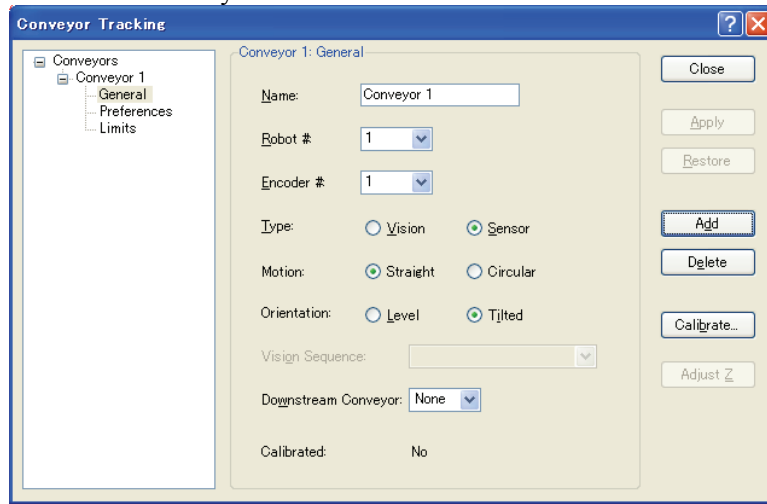 Conveyor Tracking
Conveyors
Conveyor 1
General
Preferences
Limits
Conveyor 1: General
Name: Conveyor 1
Robot # 1
Encoder # 1
Type: Vision Sensor
Motion: Straight Circular
Orientation: Level Tilted
Vision Sequence:
Downstream Conveyor: None
Calibrated: No
Close
Apply
Restore
Add
Delete
Calibrate...
Adjust Z